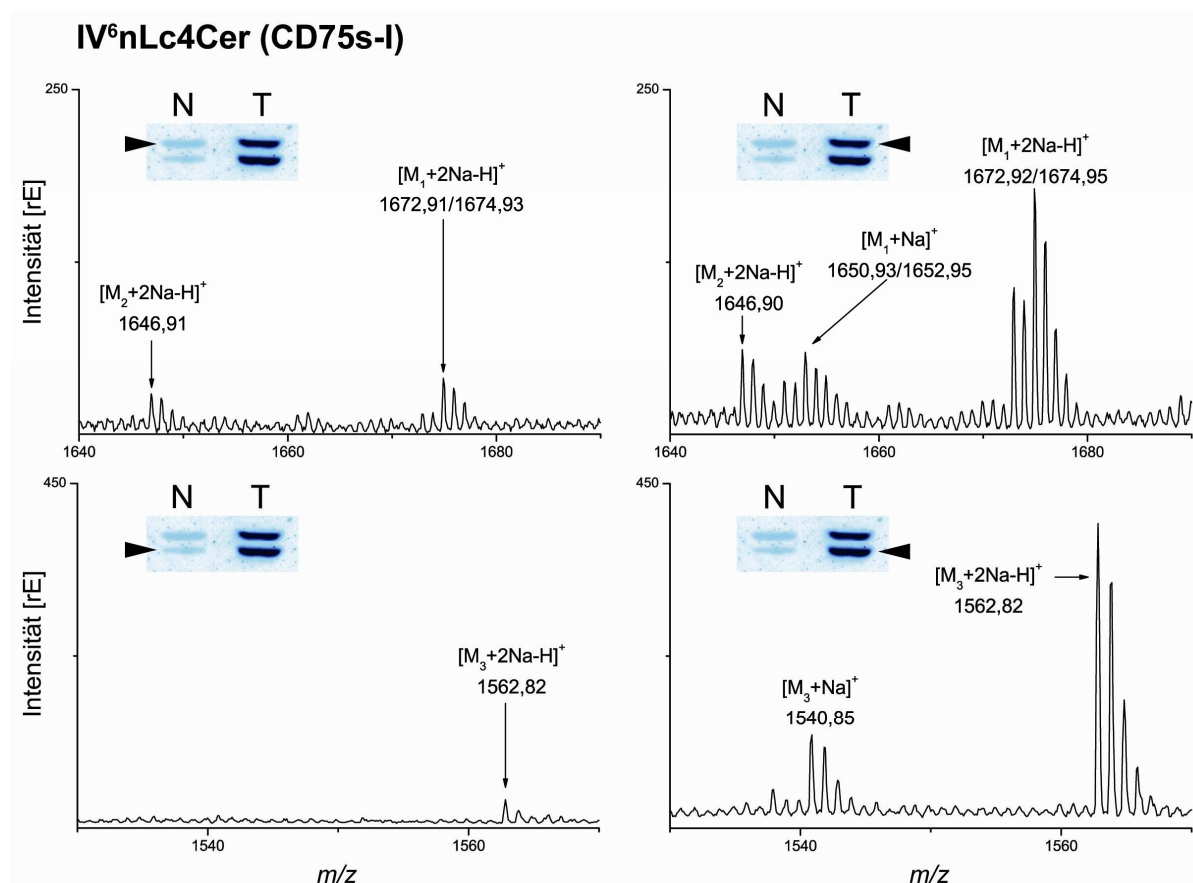 IV⁶nLc4Cer (CD75s-I)
250
N T
[M₁+2Na-H]⁺
1672,91/1674,93
[M₂+2Na-H]⁺
1646,91
Intensität [rE]
1640 1660 1680
250
N T
[M₁+2Na-H]⁺
1672,92/1674,95
[M₁+Na]⁺
1650,93/1652,95
[M₂+2Na-H]⁺
1646,90
1640 1660 1680
450
N T
[M₃+2Na-H]⁺
1562,82
Intensität [rE]
1540 1560
m/z
450
N T
[M₃+2Na-H]⁺
1562,82
[M₃+Na]⁺
1540,85
1540 1560
m/z